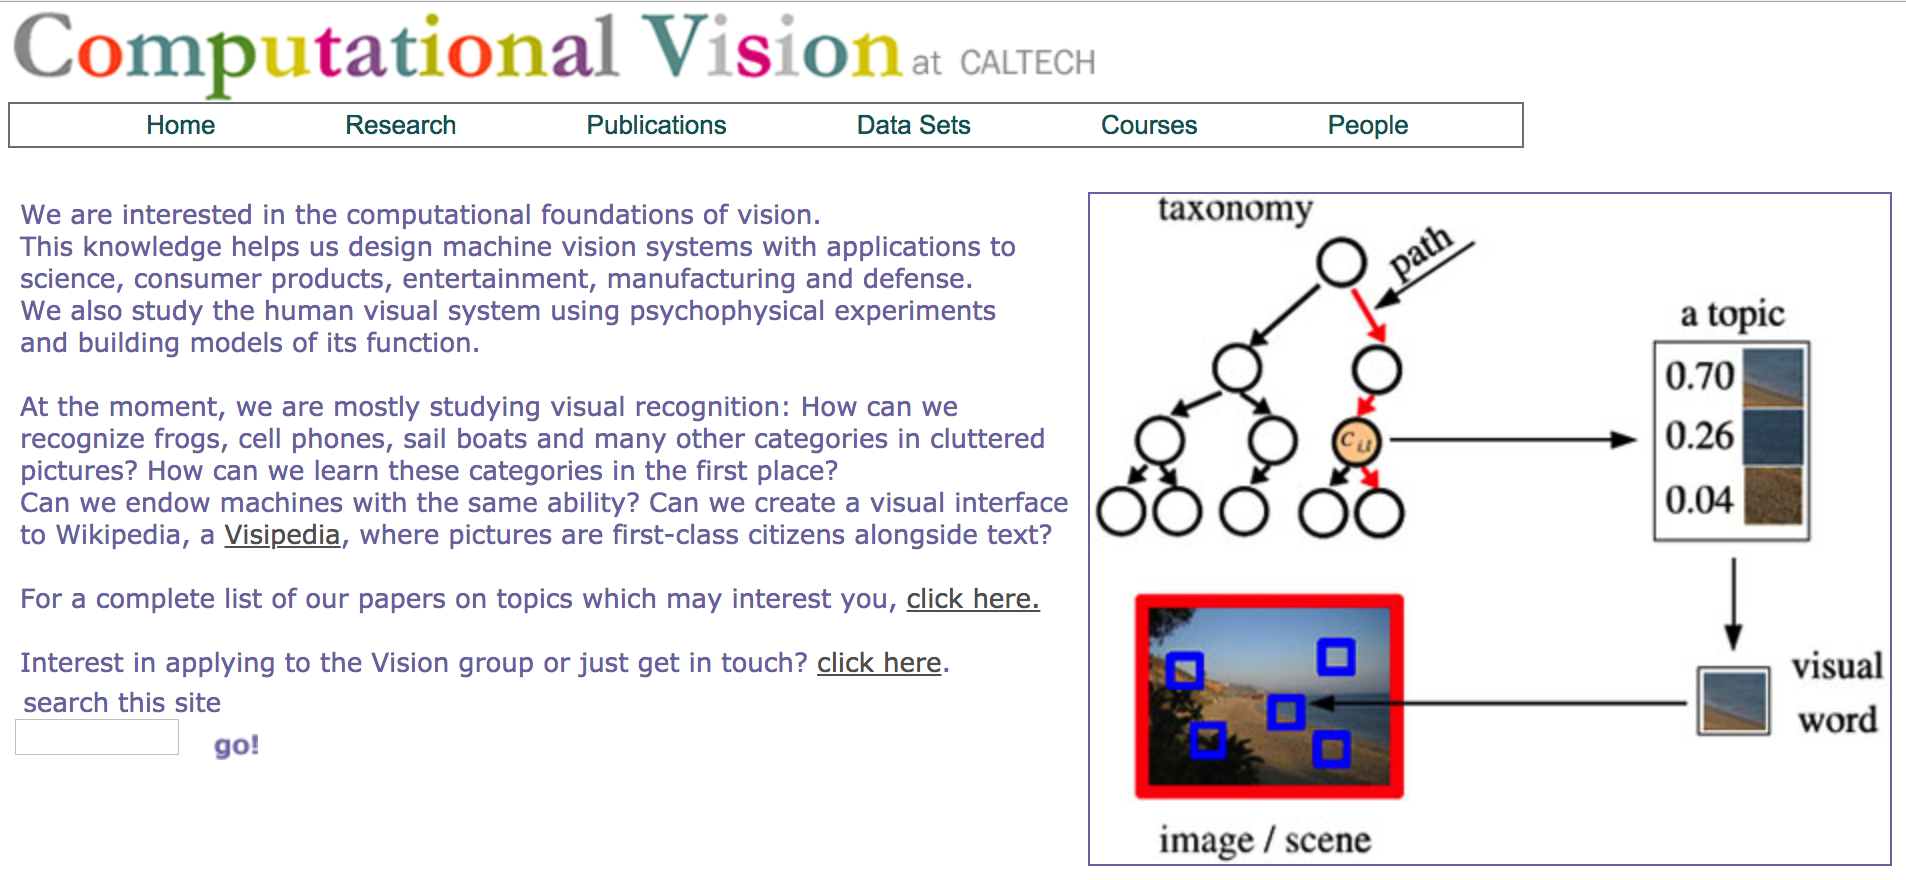 Computational Vision at CALTECH
Home Research Publications Data Sets Courses People
We are interested in the computational foundations of vision.
This knowledge helps us design machine vision systems with applications to
science, consumer products, entertainment, manufacturing and defense.
We also study the human visual system using psychophysical experiments
and building models of its function.
At the moment, we are mostly studying visual recognition: How can we
recognize frogs, cell phones, sail boats and many other categories in cluttered
pictures? How can we learn these categories in the first place?
Can we endow machines with the same ability? Can we create a visual interface
to Wikipedia, a Visipedia, where pictures are first-class citizens alongside text?
For a complete list of our papers on topics which may interest you, click here.
Interest in applying to the Vision group or just get in touch? click here.
search this site
go!
taxonomy
path
a topic
0.70
0.26
0.04
visual
word
image / scene